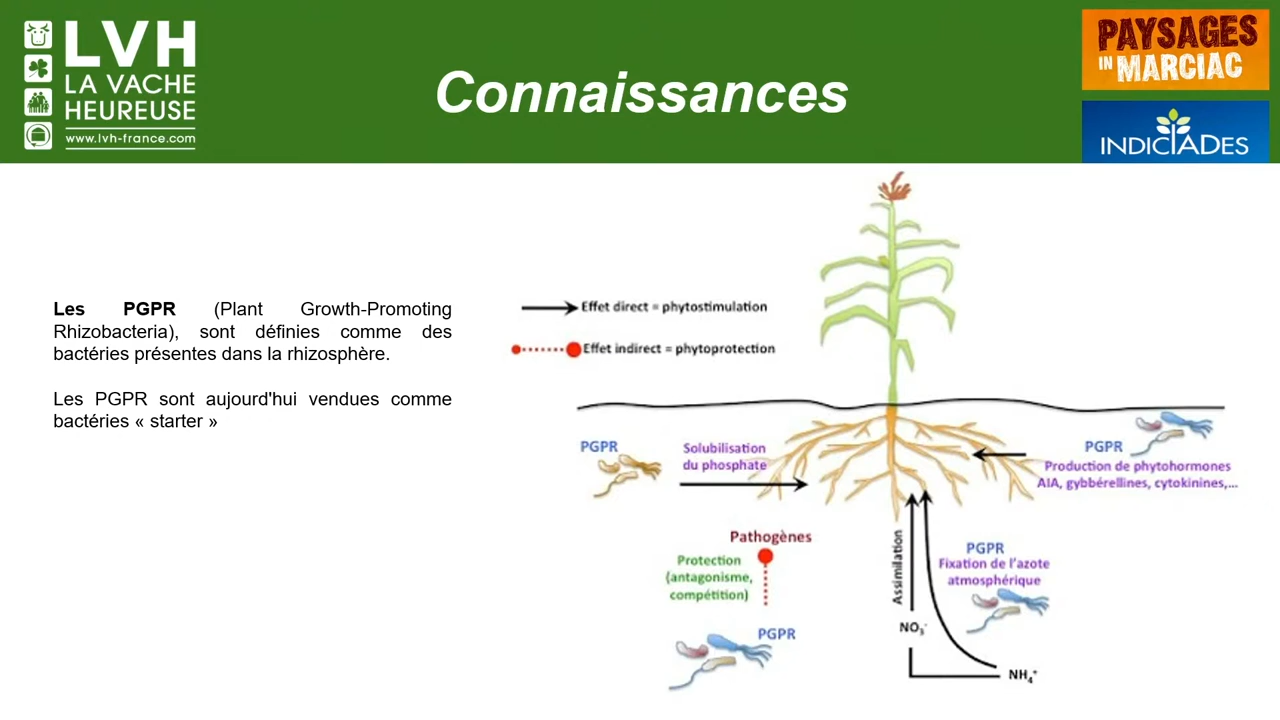 LVH
LA VACHE
HEUREUSE
www.lvh-france.com
Connaissances
PAYSAGES
IN MARCIAC
INDICIADES
Les PGPR (Plant Growth-Promoting
Rhizobacteria), sont définies comme des
bactéries présentes dans la rhizosphère.
Les PGPR sont aujourd'hui vendues comme
bactéries « starter »
Effet direct = phytostimulation
Effet indirect = phytoprotection
PGPR
Solubilisation
du phosphate
PGPR
Production de phytohormones
AIA, gybbérellines, cytokinines,...
Pathogènes
Protection
(antagonisme,
compétition)
PGPR
Assimilation
NO₃⁻
PGPR
Fixation de l'azote
atmosphérique
NH₄⁺